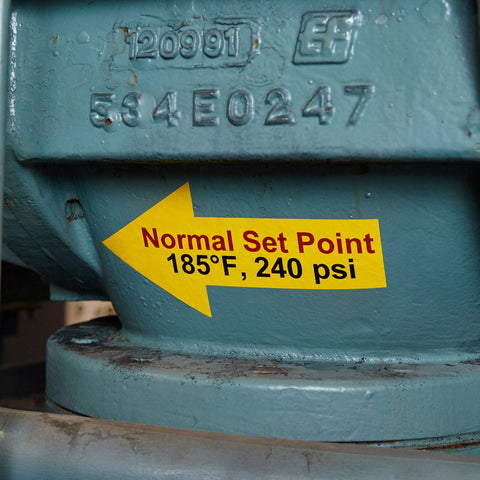 120991
534E0247
Normal Set Point
185°F, 240 psi